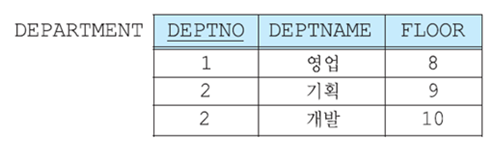 DEPARTMENT DEPTNO DEPTNAME FLOOR
1 영업 8
2 기획 9
2 개발 10